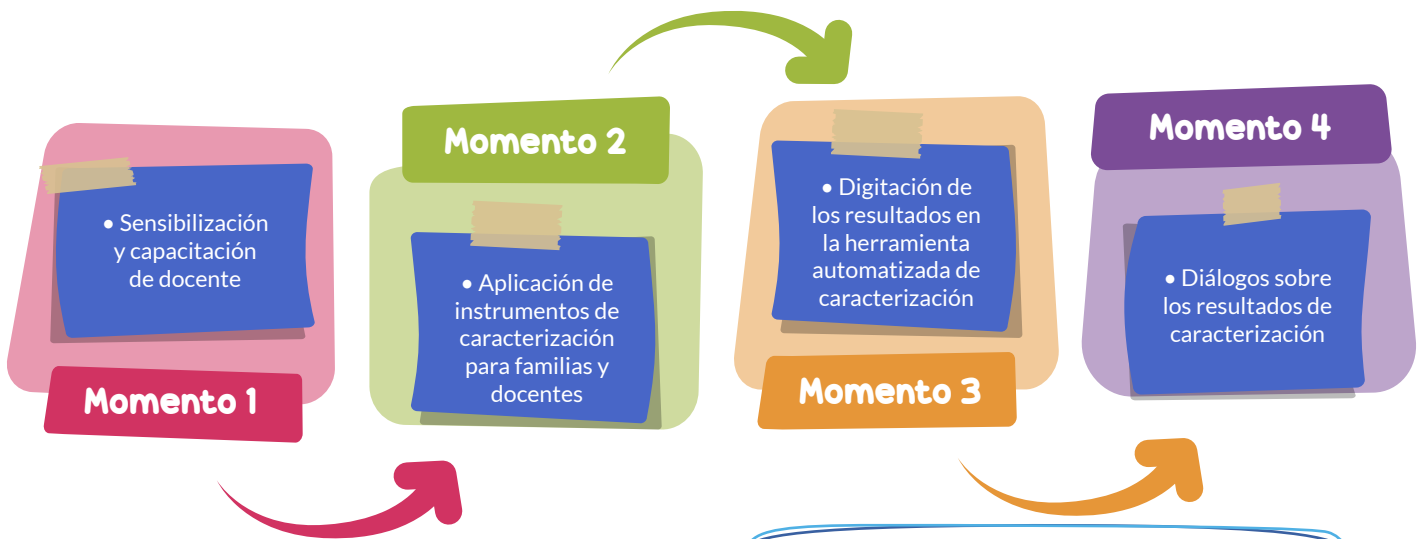 • Sensibilización
y capacitación
de docente
Momento 1
Momento 2
• Aplicación de
instrumentos de
caracterización
para familias y
docentes
• Digitación de
los resultados en
la herramienta
automatizada de
caracterización
Momento 3
Momento 4
• Diálogos sobre
los resultados de
caracterización